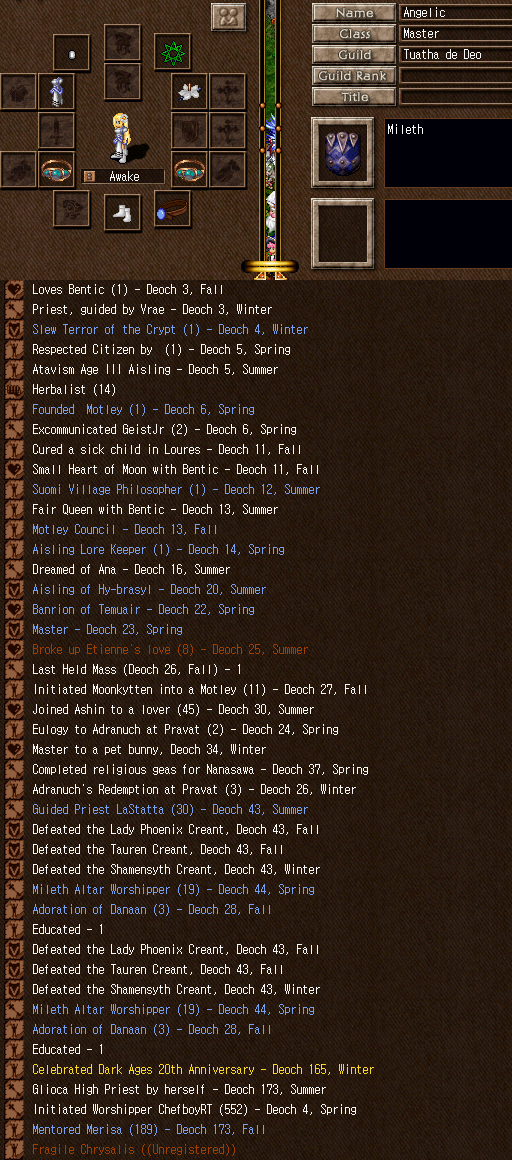 Name
Angelic
Class
Master
Guild
Tuatha de Deo
Guild Rank
Title
Mileth
Awake
Loves Bentic (1) - Deoch 3, Fall
Priest, guided by Vrae - Deoch 3, Winter
Slew Terror of the Crypt (1) - Deoch 4, Winter
Respected Citizen by  (1) - Deoch 5, Spring
Atavism Age III Aisling - Deoch 5, Summer
Herbalist (14)
Founded  Motley (1) - Deoch 6, Spring
Excommunicated GeistJr (2) - Deoch 6, Spring
Cured a sick child in Loures - Deoch 11, Fall
Small Heart of Moon with Bentic - Deoch 11, Fall
Suomi Village Philosopher (1) - Deoch 12, Summer
Fair Queen with Bentic - Deoch 13, Summer
Motley Council - Deoch 13, Fall
Aisling Lore Keeper (1) - Deoch 14, Spring
Dreamed of Ana - Deoch 16, Summer
Aisling of Hy-brasyl - Deoch 20, Summer
Banrion of Temuair - Deoch 22, Spring
Master - Deoch 23, Spring
Broke up Etienne's love (8) - Deoch 25, Summer
Last Held Mass (Deoch 26, Fall) - 1
Initiated Moonkytten into a Motley (11) - Deoch 27, Fall
Joined Ashin to a lover (45) - Deoch 30, Summer
Eulogy to Adranuch at Pravat (2) - Deoch 24, Spring
Master to a pet bunny, Deoch 34, Winter
Completed religious geas for Nanasawa - Deoch 37, Spring
Adranuch's Redemption at Pravat (3) - Deoch 26, Winter
Guided Priest LaStatta (30) - Deoch 43, Summer
Defeated the Lady Phoenix Creant, Deoch 43, Fall
Defeated the Tauren Creant, Deoch 43, Fall
Defeated the Shamensyth Creant, Deoch 43, Winter
Mileth Altar Worshipper (19) - Deoch 44, Spring
Adoration of Danaan (3) - Deoch 28, Fall
Educated - 1
Defeated the Lady Phoenix Creant, Deoch 43, Fall
Defeated the Tauren Creant, Deoch 43, Fall
Defeated the Shamensyth Creant, Deoch 43, Winter
Mileth Altar Worshipper (19) - Deoch 44, Spring
Adoration of Danaan (3) - Deoch 28, Fall
Educated - 1
Celebrated Dark Ages 20th Anniversary - Deoch 165, Winter
Glioca High Priest by herself - Deoch 173, Summer
Initiated Worshipper ChefboyRT (552) - Deoch 4, Spring
Mentored Merisa (189) - Deoch 173, Fall
Fragile Chrysalis ((Unregistered))